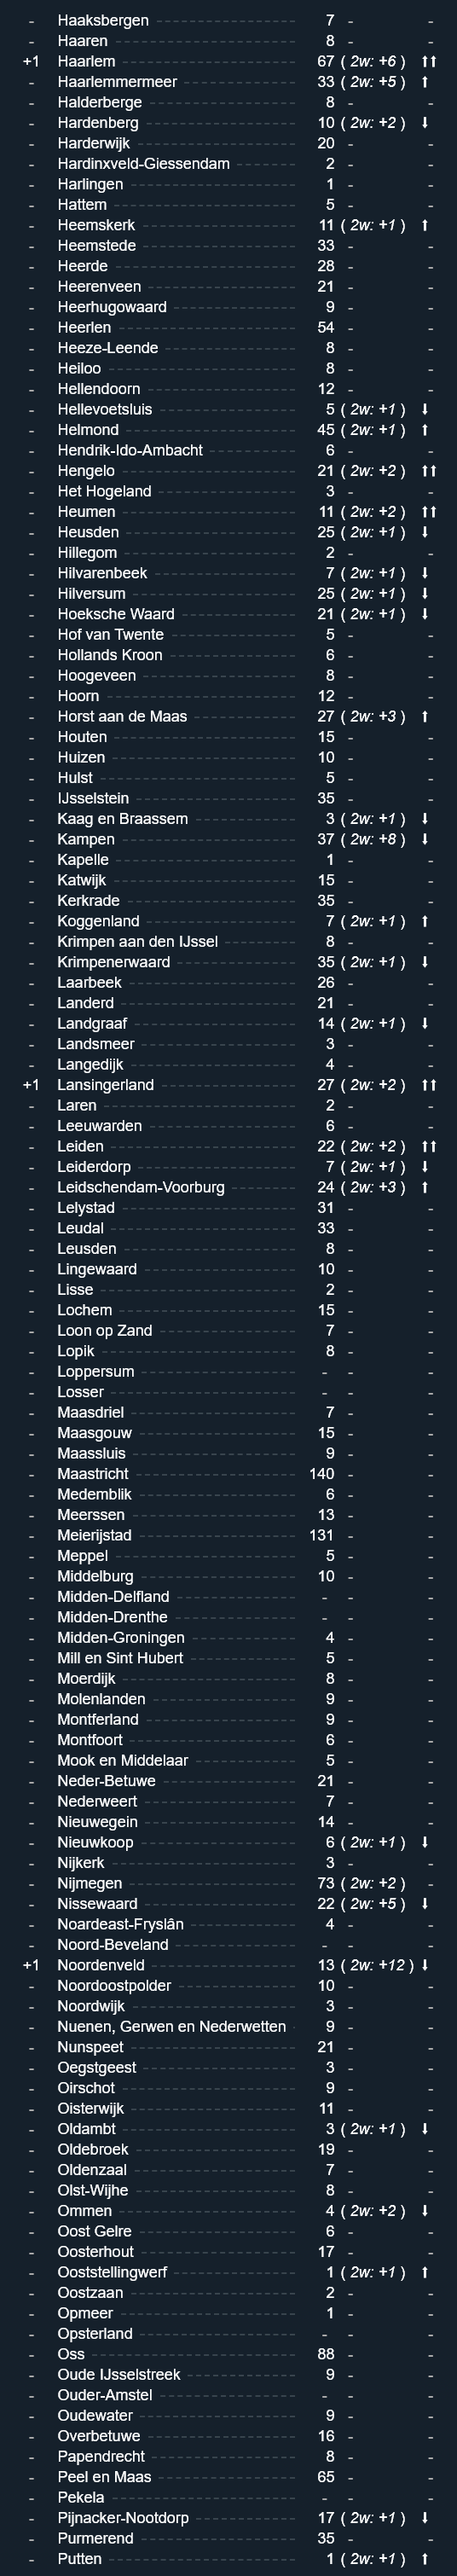 - Haaksbergen 7 - -
- Haaren 8 - -
+1 Haarlem 67 ( 2w: +6 ) ⬆⬆
- Haarlemmermeer 33 ( 2w: +5 ) ⬆
- Halderberge 8 - -
- Hardenberg 10 ( 2w: +2 ) ⬇
- Harderwijk 20 - -
- Hardinxveld-Giessendam 2 - -
- Harlingen 1 - -
- Hattem 5 - -
- Heemskerk 11 ( 2w: +1 ) ⬆
- Heemstede 33 - -
- Heerde 28 - -
- Heerenveen 21 - -
- Heerhugowaard 9 - -
- Heerlen 54 - -
- Heeze-Leende 8 - -
- Heiloo 8 - -
- Hellendoorn 12 - -
- Hellevoetsluis 5 ( 2w: +1 ) ⬇
- Helmond 45 ( 2w: +1 ) ⬆
- Hendrik-Ido-Ambacht 6 - -
- Hengelo 21 ( 2w: +2 ) ⬆⬆
- Het Hogeland 3 - -
- Heumen 11 ( 2w: +2 ) ⬆⬆
- Heusden 25 ( 2w: +1 ) ⬇
- Hillegom 2 - -
- Hilvarenbeek 7 ( 2w: +1 ) ⬇
- Hilversum 25 ( 2w: +1 ) ⬇
- Hoeksche Waard 21 ( 2w: +1 ) ⬇
- Hof van Twente 5 - -
- Hollands Kroon 6 - -
- Hoogeveen 8 - -
- Hoorn 12 - -
- Horst aan de Maas 27 ( 2w: +3 ) ⬆
- Houten 15 - -
- Huizen 10 - -
- Hulst 5 - -
- IJsselstein 35 - -
- Kaag en Braassem 3 ( 2w: +1 ) ⬇
- Kampen 37 ( 2w: +8 ) ⬇
- Kapelle 1 - -
- Katwijk 15 - -
- Kerkrade 35 - -
- Koggenland 7 ( 2w: +1 ) ⬆
- Krimpen aan den IJssel 8 - -
- Krimpenerwaard 35 ( 2w: +1 ) ⬇
- Laarbeek 26 - -
- Landerd 21 - -
- Landgraaf 14 ( 2w: +1 ) ⬇
- Landsmeer 3 - -
- Langedijk 4 - -
+1 Lansingerland 27 ( 2w: +2 ) ⬆⬆
- Laren 2 - -
- Leeuwarden 6 - -
- Leiden 22 ( 2w: +2 ) ⬆⬆
- Leiderdorp 7 ( 2w: +1 ) ⬇
- Leidschendam-Voorburg 24 ( 2w: +3 ) ⬆
- Lelystad 31 - -
- Leudal 33 - -
- Leusden 8 - -
- Lingewaard 10 - -
- Lisse 2 - -
- Lochem 15 - -
- Loon op Zand 7 - -
- Lopik 8 - -
- Loppersum - - -
- Losser - - -
- Maasdriel 7 - -
- Maasgouw 15 - -
- Maassluis 9 - -
- Maastricht 140 - -
- Medemblik 6 - -
- Meerssen 13 - -
- Meierijstad 131 - -
- Meppel 5 - -
- Middelburg 10 - -
- Midden-Delfland - - -
- Midden-Drenthe - - -
- Midden-Groningen 4 - -
- Mill en Sint Hubert 5 - -
- Moerdijk 8 - -
- Molenlanden 9 - -
- Montferland 9 - -
- Montfoort 6 - -
- Mook en Middelaar 5 - -
- Neder-Betuwe 21 - -
- Nederweert 7 - -
- Nieuwegein 14 - -
- Nieuwkoop 6 ( 2w: +1 ) ⬇
- Nijkerk 3 - -
- Nijmegen 73 ( 2w: +2 ) -
- Nissewaard 22 ( 2w: +5 ) ⬇
- Noardeast-Fryslân 4 - -
- Noord-Beveland - - -
+1 Noordenveld 13 ( 2w: +12 ) ⬇
- Noordoostpolder 10 - -
- Noordwijk 3 - -
- Nuenen, Gerwen en Nederwetten 9 - -
- Nunspeet 21 - -
- Oegstgeest 3 - -
- Oirschot 9 - -
- Oisterwijk 11 - -
- Oldambt 3 ( 2w: +1 ) ⬇
- Oldebroek 19 - -
- Oldenzaal 7 - -
- Olst-Wijhe 8 - -
- Ommen 4 ( 2w: +2 ) ⬇
- Oost Gelre 6 - -
- Oosterhout 17 - -
- Ooststellingwerf 1 ( 2w: +1 ) ⬆
- Oostzaan 2 - -
- Opmeer 1 - -
- Opsterland - - -
- Oss 88 - -
- Oude IJsselstreek 9 - -
- Ouder-Amstel - - -
- Oudewater 9 - -
- Overbetuwe 16 - -
- Papendrecht 8 - -
- Peel en Maas 65 - -
- Pekela - - -
- Pijnacker-Nootdorp 17 ( 2w: +1 ) ⬇
- Purmerend 35 - -
- Putten 1 ( 2w: +1 ) ⬆